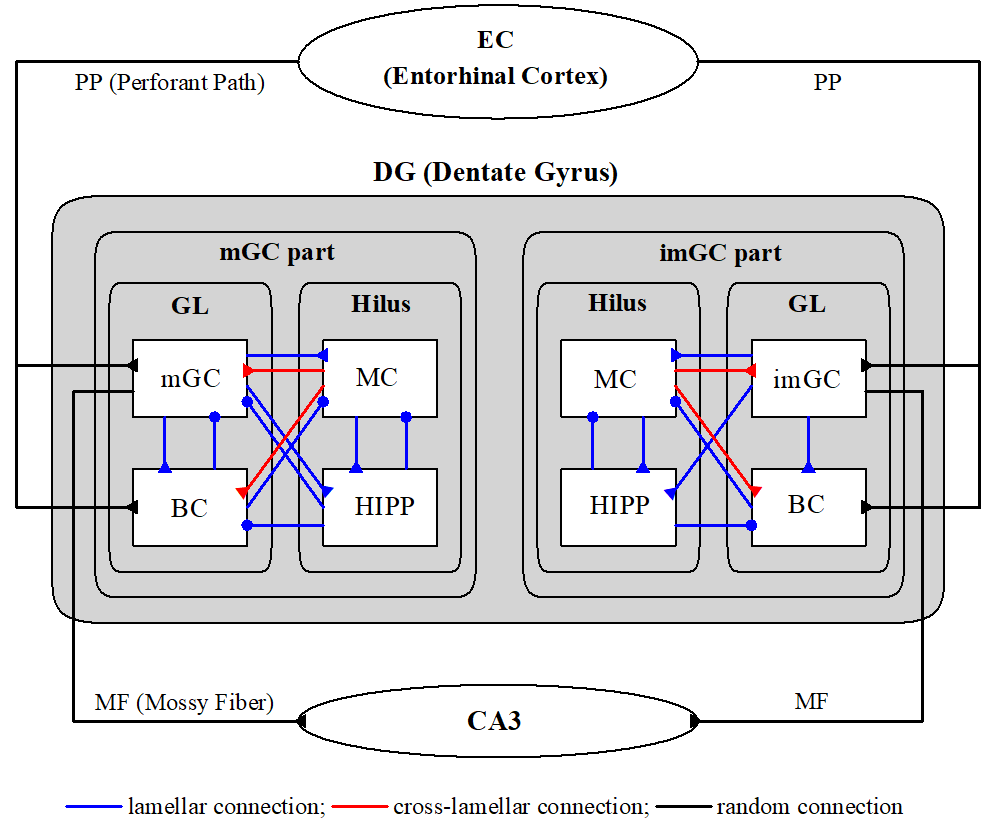 EC
(Entorhinal Cortex)
PP (Perforant Path)
PP
DG (Dentate Gyrus)
mGC part
imGC part
GL
Hilus
Hilus
GL
mGC
MC
MC
imGC
BC
HIPP
HIPP
BC
MF (Mossy Fiber)
MF
CA3
lamellar connection; cross-lamellar connection; random connection